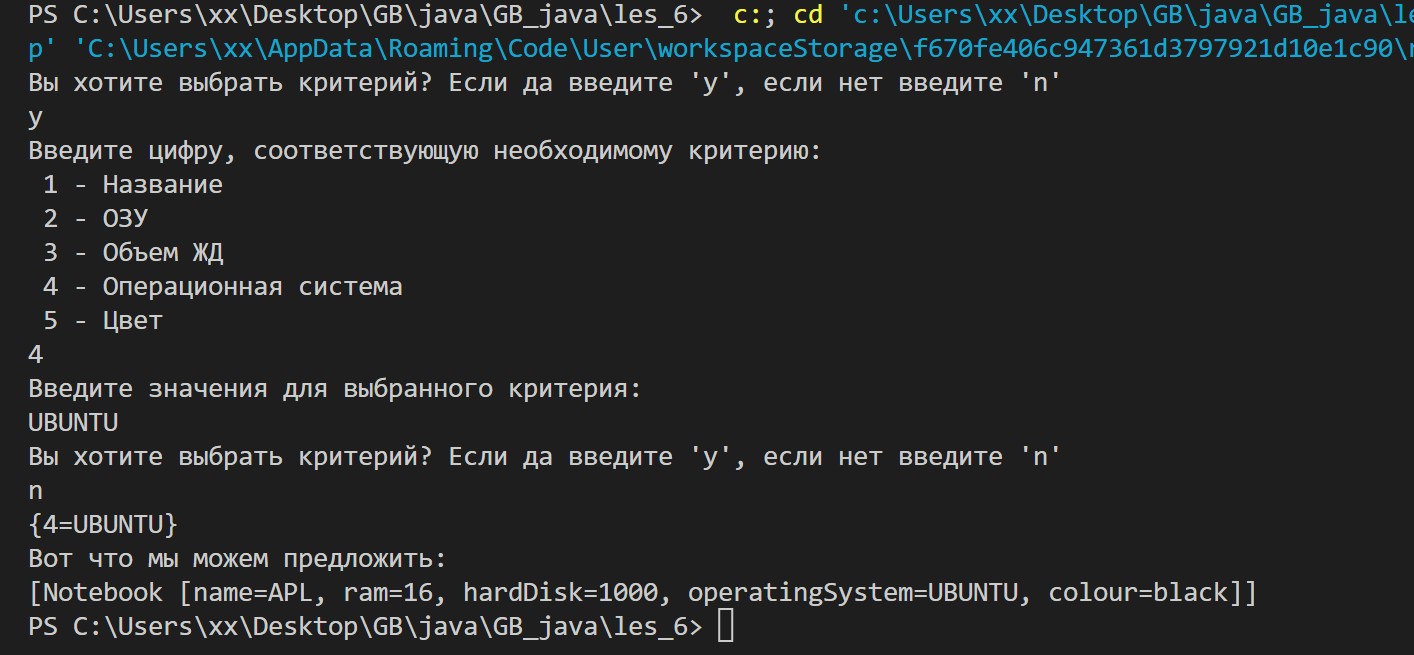 PS C:\Users\xx\Desktop\GB\java\GB_java\les_6>  c:; cd 'c:\Users\xx\Desktop\GB\java\GB_java\le
p' 'C:\Users\xx\AppData\Roaming\Code\User\workspaceStorage\f670fe406c947361d3797921d10e1c90\r
Вы хотите выбрать критерий? Если да введите 'y', если нет введите 'n'
y
Введите цифру, соответствующую необходимому критерию:
 1 - Название
 2 - ОЗУ
 3 - Объем ЖД
 4 - Операционная система
 5 - Цвет
4
Введите значения для выбранного критерия:
UBUNTU
Вы хотите выбрать критерий? Если да введите 'y', если нет введите 'n'
n
{4=UBUNTU}
Вот что мы можем предложить:
[Notebook [name=APL, ram=16, hardDisk=1000, operatingSystem=UBUNTU, colour=black]]
PS C:\Users\xx\Desktop\GB\java\GB_java\les_6>